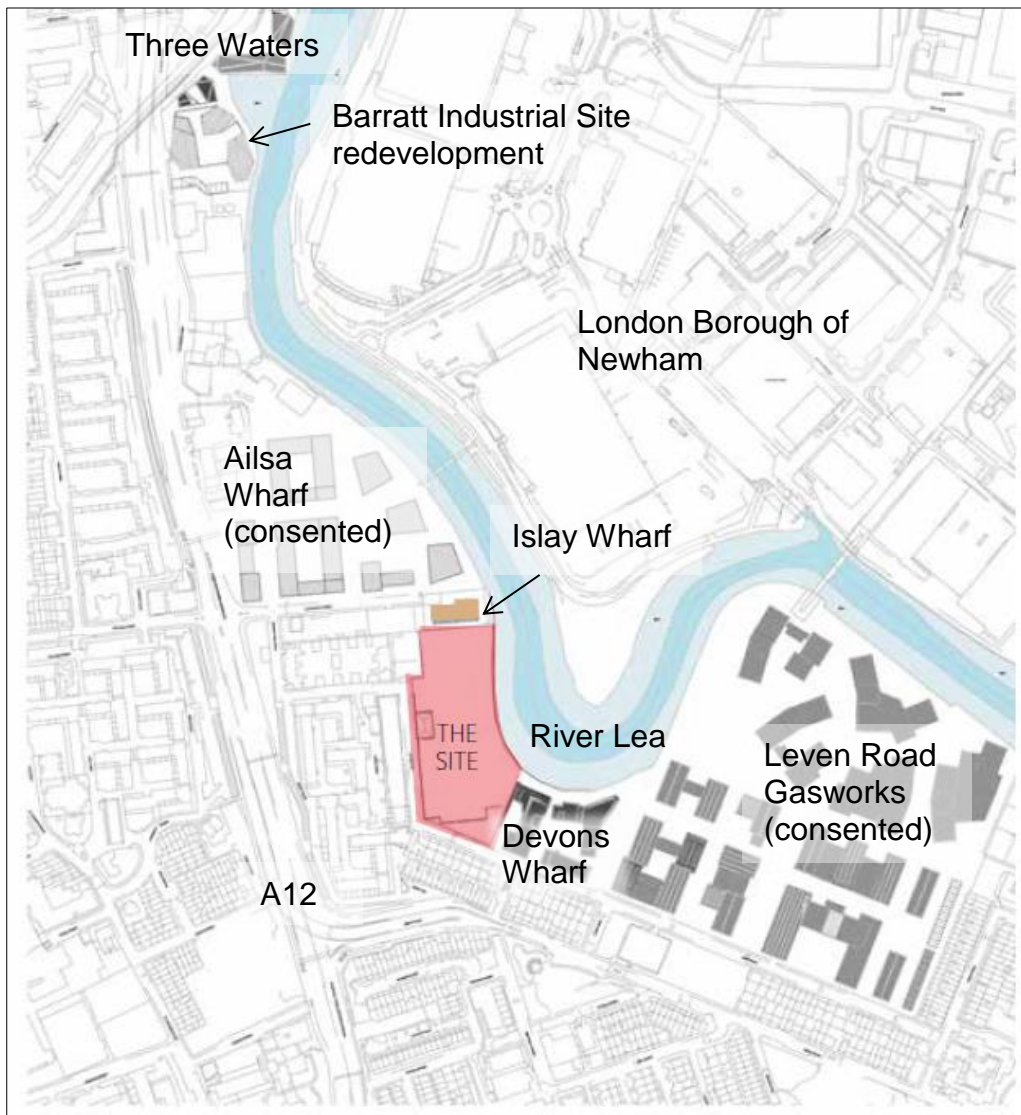 Three Waters
Barratt Industrial Site
redevelopment
London Borough of
Newham
Ailsa
Wharf
(consented)
Islay Wharf
THE
SITE
River Lea
Leven Road
Gasworks
(consented)
Devons
Wharf
A12